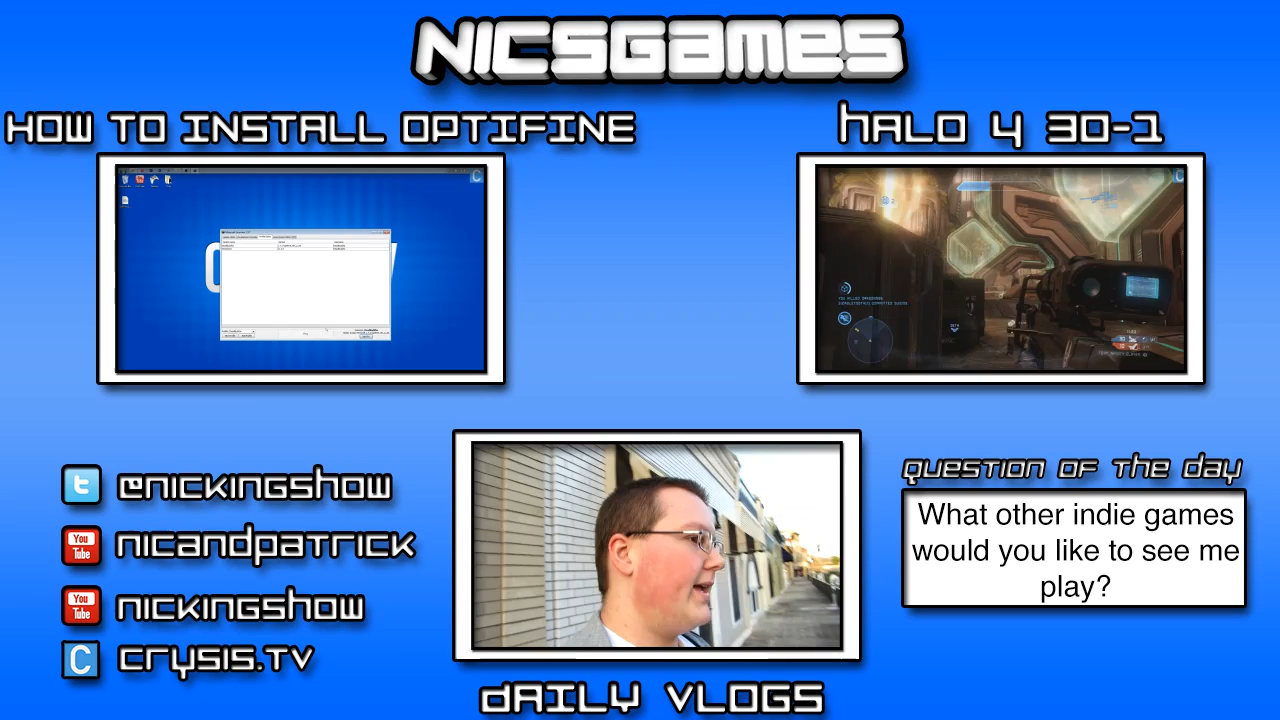 NICSGAMES
HOW TO INSTALL OPTIFINE
HALO 4 30-1
@NICKINGSHOW
NICANDPATRICK
NICKINGSHOW
CRYSIS.TV
DAILY VLOGS
QUESTION OF THE DAY
What other indie games
would you like to see me
play?